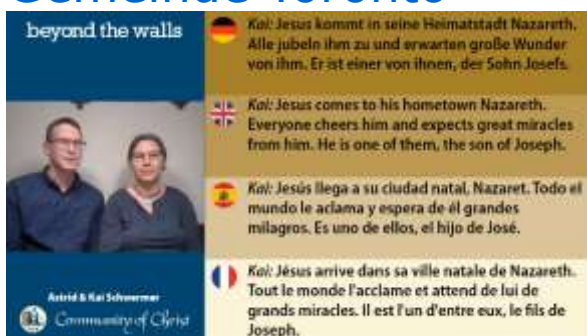 Gemeinde Toronto
beyond the walls
Kai: Jesus kommt in seine Heimatstadt Nazareth.
Alle jubeln ihm zu und erwarten große Wunder
von ihm. Er ist einer von ihnen, der Sohn Josefs.
Kai: Jesus comes to his hometown Nazareth.
Everyone cheers him and expects great miracles
from him. He is one of them, the son of Joseph.
Kai: Jesús llega a su ciudad natal, Nazaret. Todo el
mundo le aclama y espera de él grandes
milagros. Es uno de ellos, el hijo de José.
Kai: Jésus arrive dans sa ville natale de Nazareth.
Tout le monde l'acclame et attend de lui de
grands miracles. Il est l'un d'entre eux, le fils de
Joseph.
Astrid & Kai Schwermer
Community of Christ